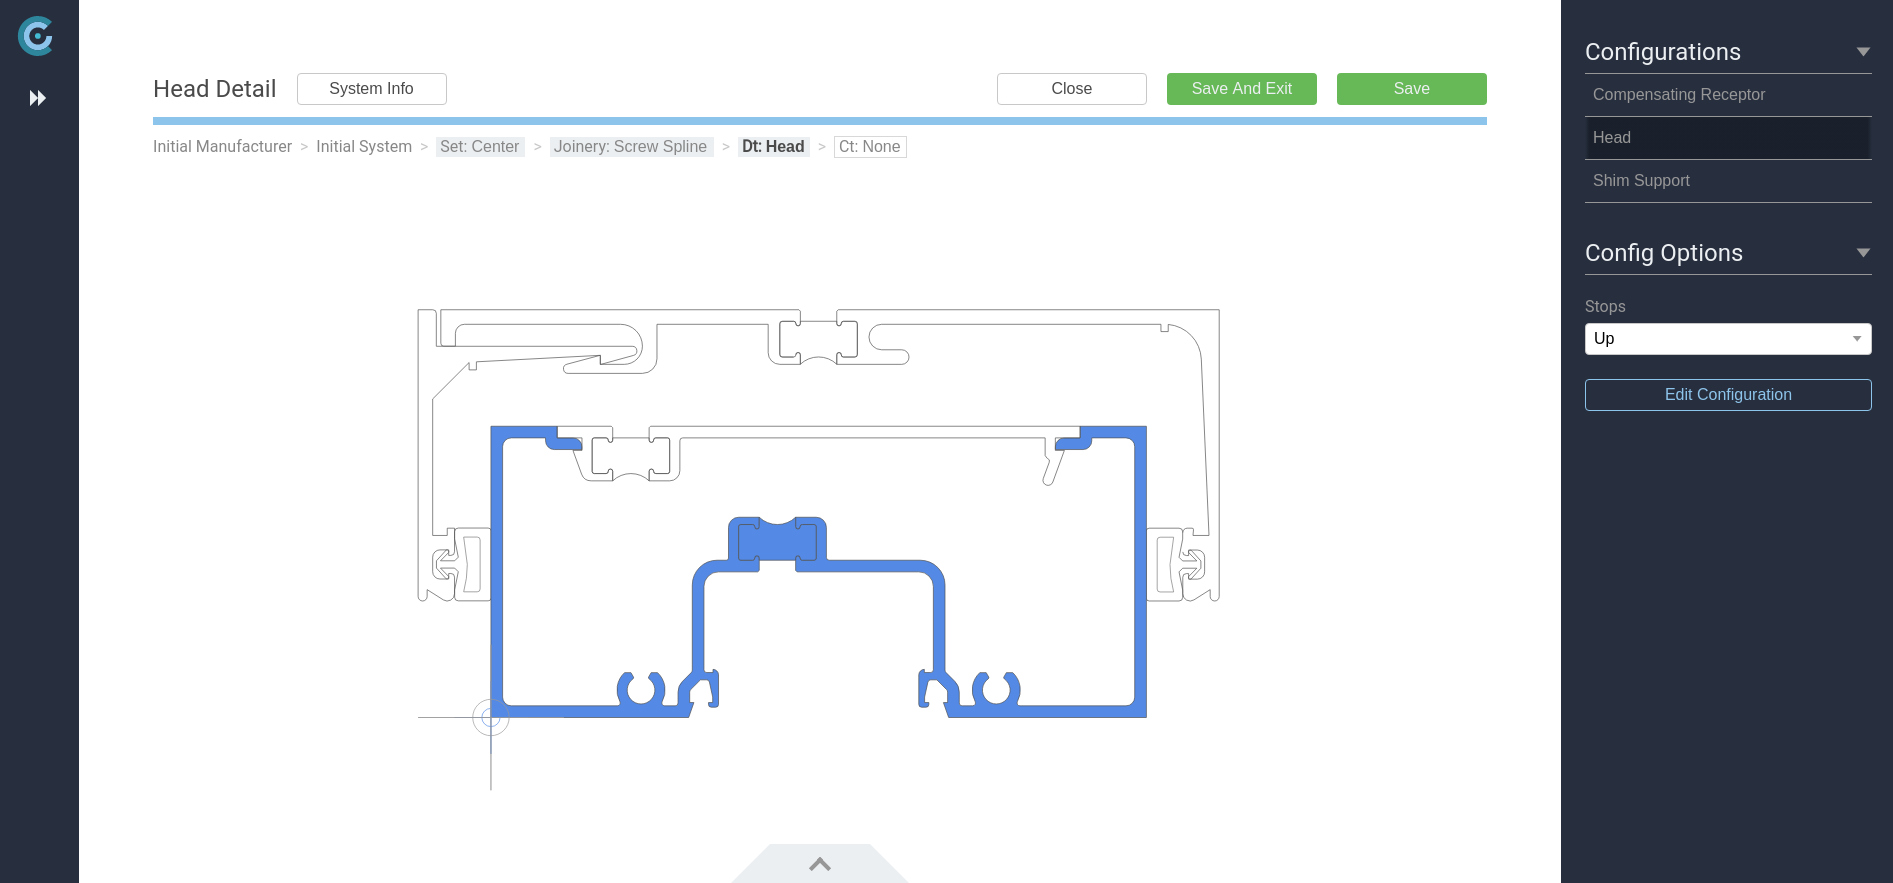 Head Detail
System Info
Close
Save And Exit
Save
Initial Manufacturer > Initial System > Set: Center > Joinery: Screw Spline > Dt: Head > Ct: None
Configurations
Compensating Receptor
Head
Shim Support
Config Options
Stops
Up
Edit Configuration